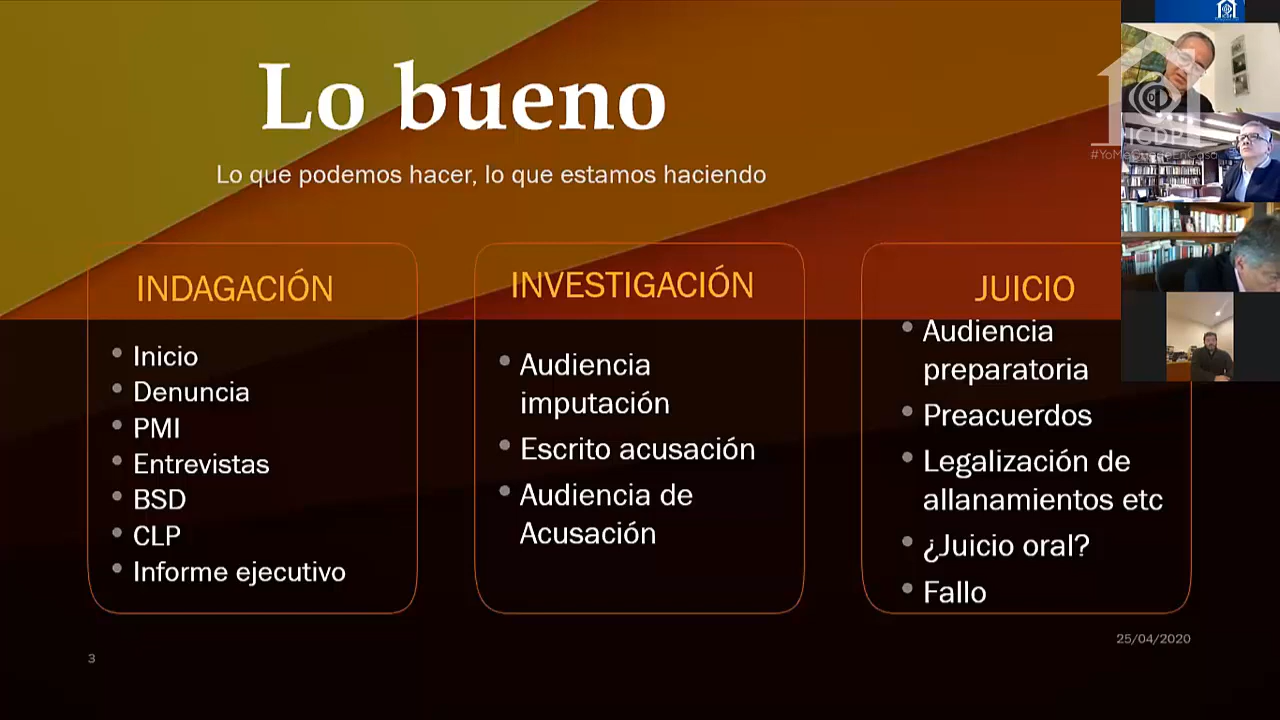 Lo bueno
Lo que podemos hacer, lo que estamos haciendo
INDAGACIÓN
• Inicio
• Denuncia
• PMI
• Entrevistas
• BSD
• CLP
• Informe ejecutivo
INVESTIGACIÓN
• Audiencia
imputación
• Escrito acusación
• Audiencia de
Acusación
JUICIO
• Audiencia
preparatoria
• Preacuerdos
• Legalización de
allanamientos etc
• ¿Juicio oral?
• Fallo
25/04/2020
3
ICDP